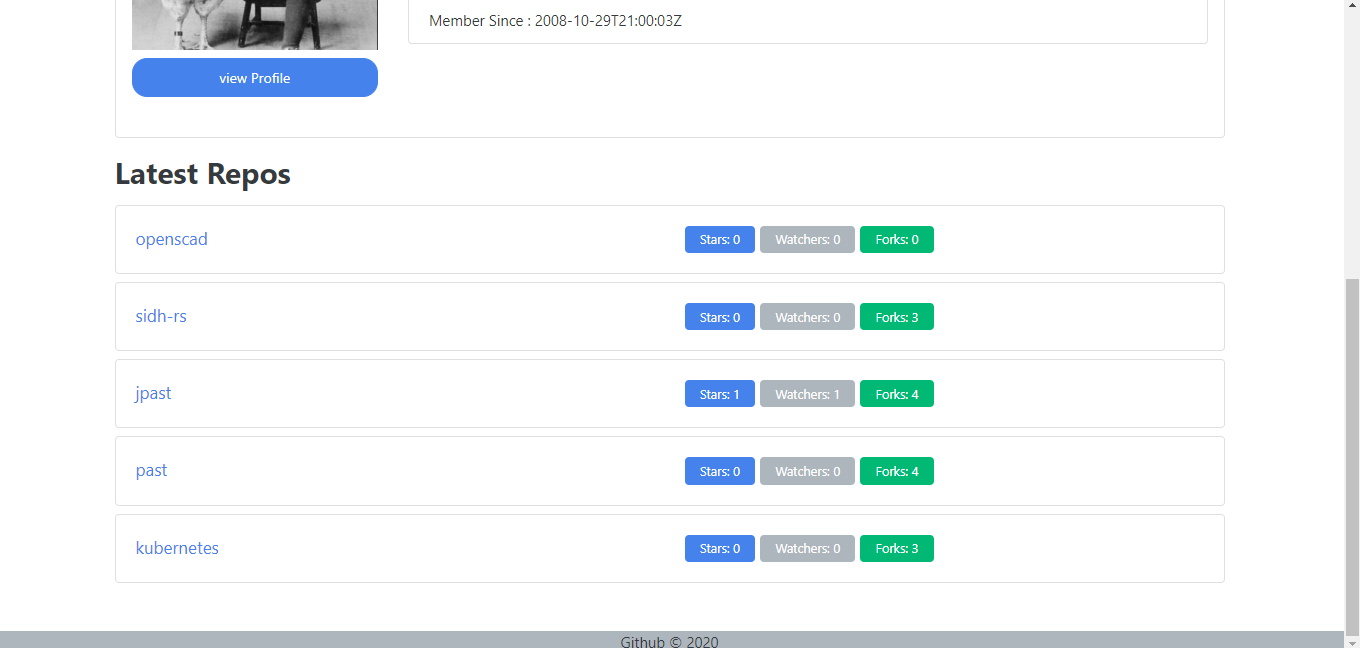 Member Since : 2008-10-29T21:00:03Z
view Profile
Latest Repos
openscad Stars: 0 Watchers: 0 Forks: 0
sidh-rs Stars: 0 Watchers: 0 Forks: 3
jpast Stars: 1 Watchers: 1 Forks: 4
past Stars: 0 Watchers: 0 Forks: 4
kubernetes Stars: 0 Watchers: 0 Forks: 3
Github © 2020